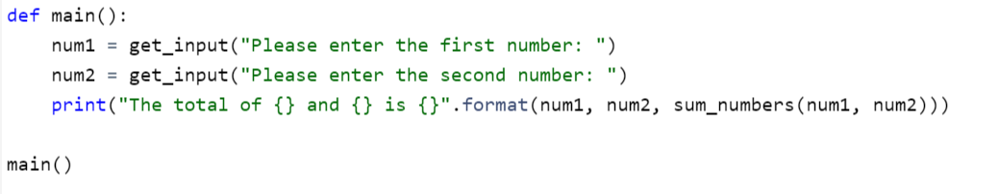 def main():
    num1 = get_input("Please enter the first number: ")
    num2 = get_input("Please enter the second number: ")
    print("The total of {} and {} is {}".format(num1, num2, sum_numbers(num1, num2)))
main()